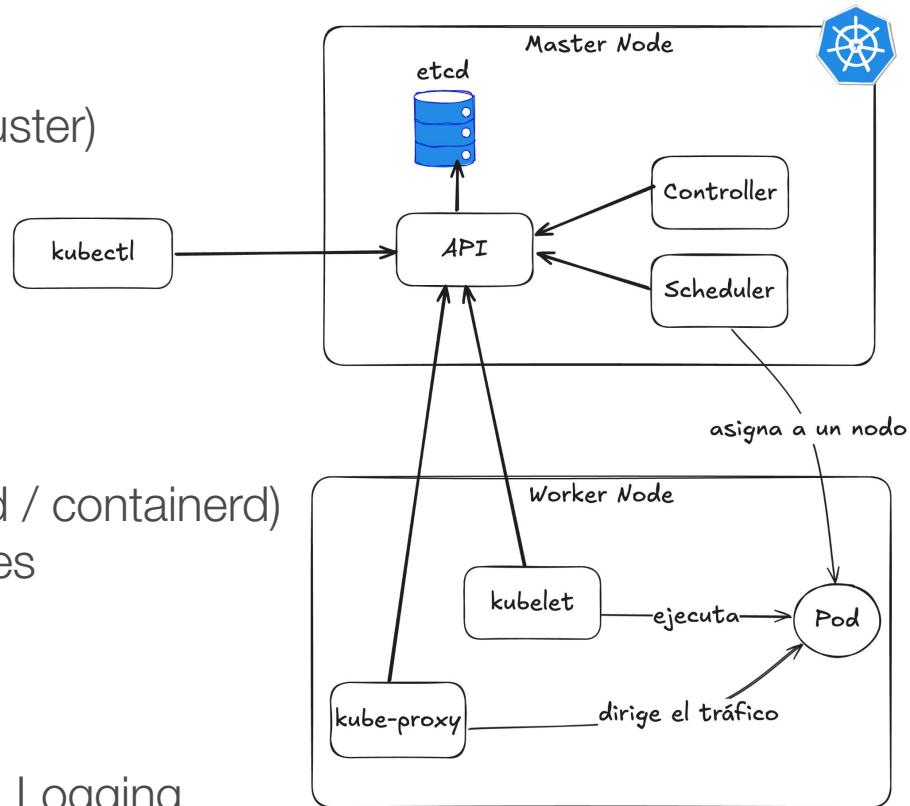 Master Node
etcd
uster)
Controller
kubectl
API
Scheduler
asigna a un nodo
d / containerd)
Worker Node
es
kubelet
ejecuta
Pod
kube-proxy
dirige el tráfico
Logging